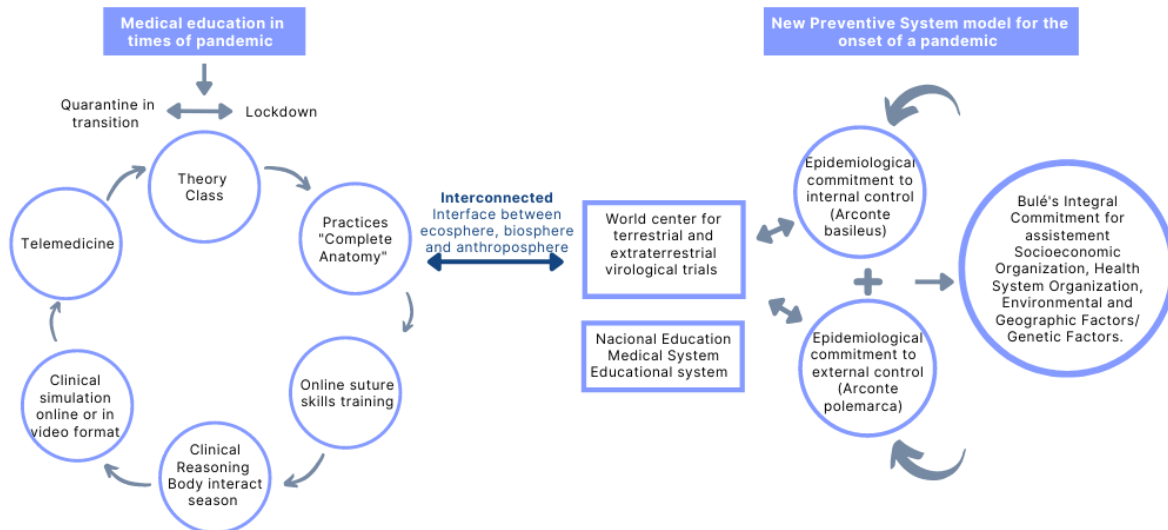 Medical education in
times of pandemic
Quarantine in
transition
Lockdown
Theory
Class
Practices
"Complete
Anatomy"
Online suture
skills training
Clinical
Reasoning
Body interact
season
Clinical
simulation
online or in
video format
Telemedicine
Interconnected
Interface between
ecosphere, biosphere
and anthroposphere
New Preventive System model for the
onset of a pandemic
World center for
terrestrial and
extraterrestrial
virological trials
Nacional Education
Medical System
Educational system
Epidemiological
commitment to
internal control
(Arconte
basileus)
+
Epidemiological
commitment to
external control
(Arconte
polemarca)
Bulé's Integral
Commitment for
assistement
Socioeconomic
Organization, Health
System Organization,
Environmental and
Geographic Factors/
Genetic Factors.